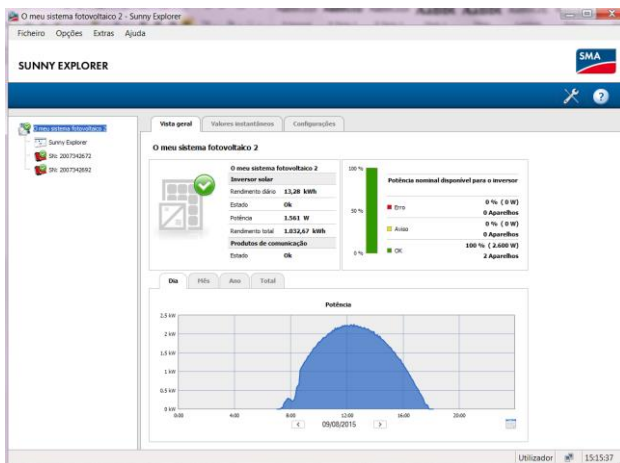 O meu sistema fotovoltaico 2 - Sunny Explorer
Ficheiro Opções Extras Ajuda
SUNNY EXPLORER
SMA
O meu sistema fotovoltaico 2
Sunny Explorer
SN: 2007342672
SN: 2007342692
Vista geral Valores instantâneos Configurações
O meu sistema fotovoltaico 2
O meu sistema fotovoltaico 2
Inversor solar
Rendimento diário 13,28 kWh
Estado Ok
Potência 1.561 W
Rendimento total 1.032,67 kWh
Produtos de comunicação
Estado Ok
100 %
50 %
0 %
Potência nominal disponível para o inversor
Erro 0 % ( 0 W)
0 Aparelhos
Aviso 0 % ( 0 W)
0 Aparelhos
OK 100 % ( 2.600 W)
2 Aparelhos
Dia Mês Ano Total
Potência
2,5 kW
2 kW
1,5 kW
1 kW
0,5 kW
0 kW
0:00 4:00 8:00 12:00 16:00 20:00
09/08/2015
Utilizador 15:15:37